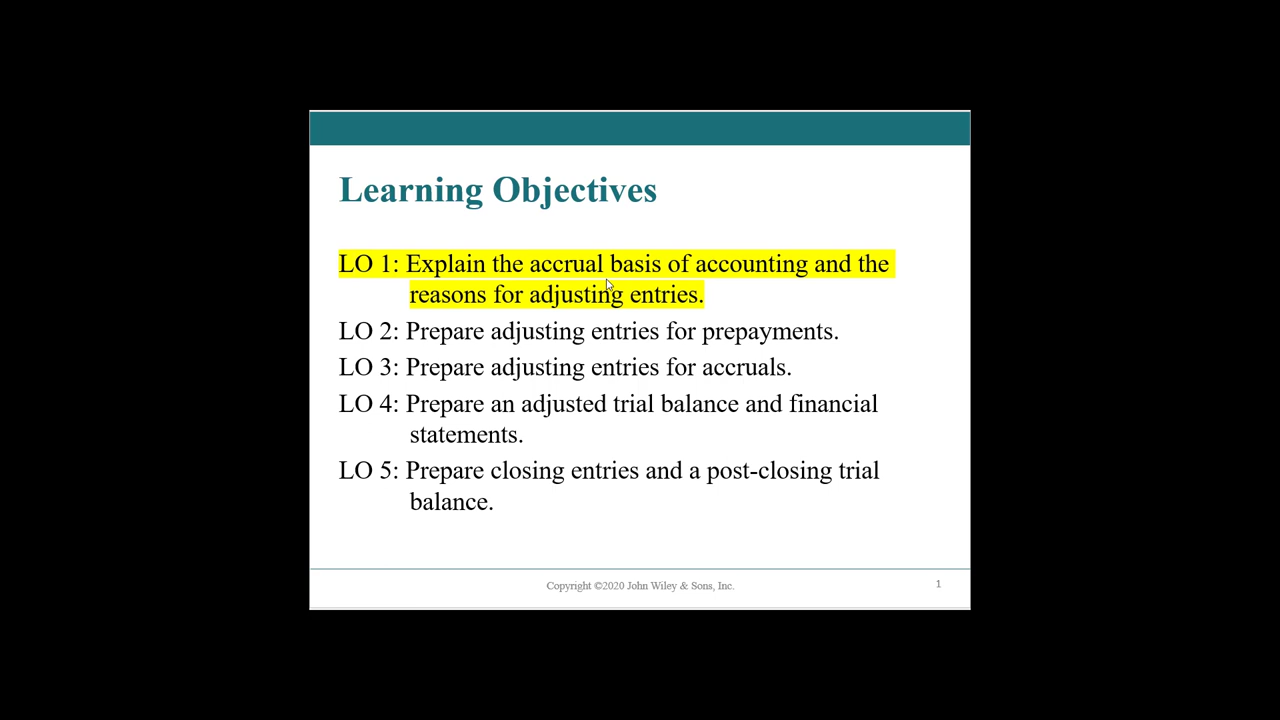 Learning Objectives
LO 1: Explain the accrual basis of accounting and the
reasons for adjusting entries.
LO 2: Prepare adjusting entries for prepayments.
LO 3: Prepare adjusting entries for accruals.
LO 4: Prepare an adjusted trial balance and financial
statements.
LO 5: Prepare closing entries and a post-closing trial
balance.
Copyright ©2020 John Wiley & Sons, Inc.
1